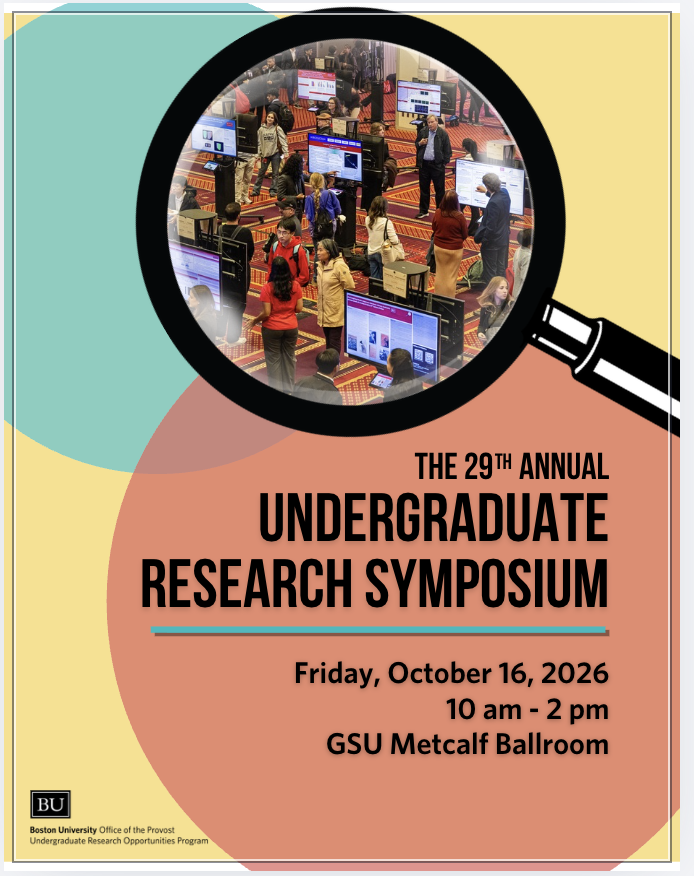 THE 29TH ANNUAL
UNDERGRADUATE
RESEARCH SYMPOSIUM
Friday, October 16, 2026
10 am - 2 pm
GSU Metcalf Ballroom
BU
Boston University Office of the Provost
Undergraduate Research Opportunities Program